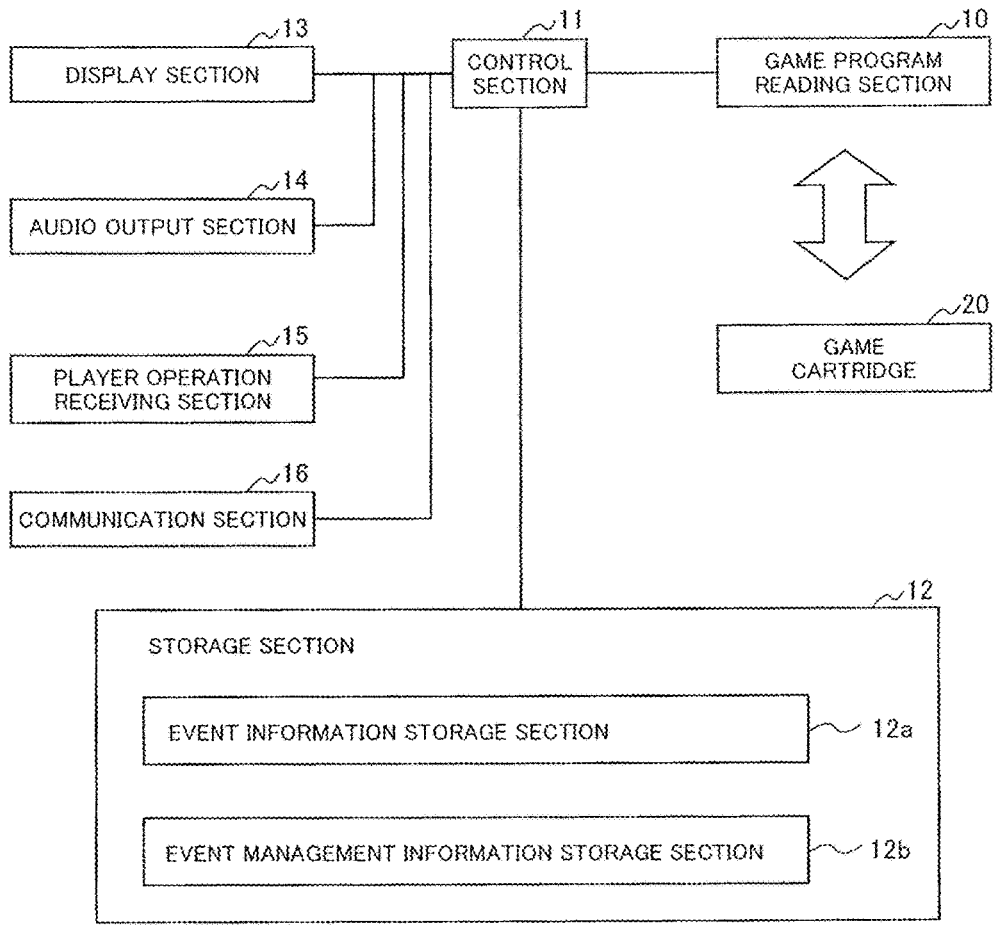 13
DISPLAY SECTION
11
CONTROL
SECTION
10
GAME PROGRAM
READING SECTION
14
AUDIO OUTPUT SECTION
15
PLAYER OPERATION
RECEIVING SECTION
20
GAME
CARTRIDGE
16
COMMUNICATION SECTION
12
STORAGE SECTION
EVENT INFORMATION STORAGE SECTION
12a
EVENT MANAGEMENT INFORMATION STORAGE SECTION
12b